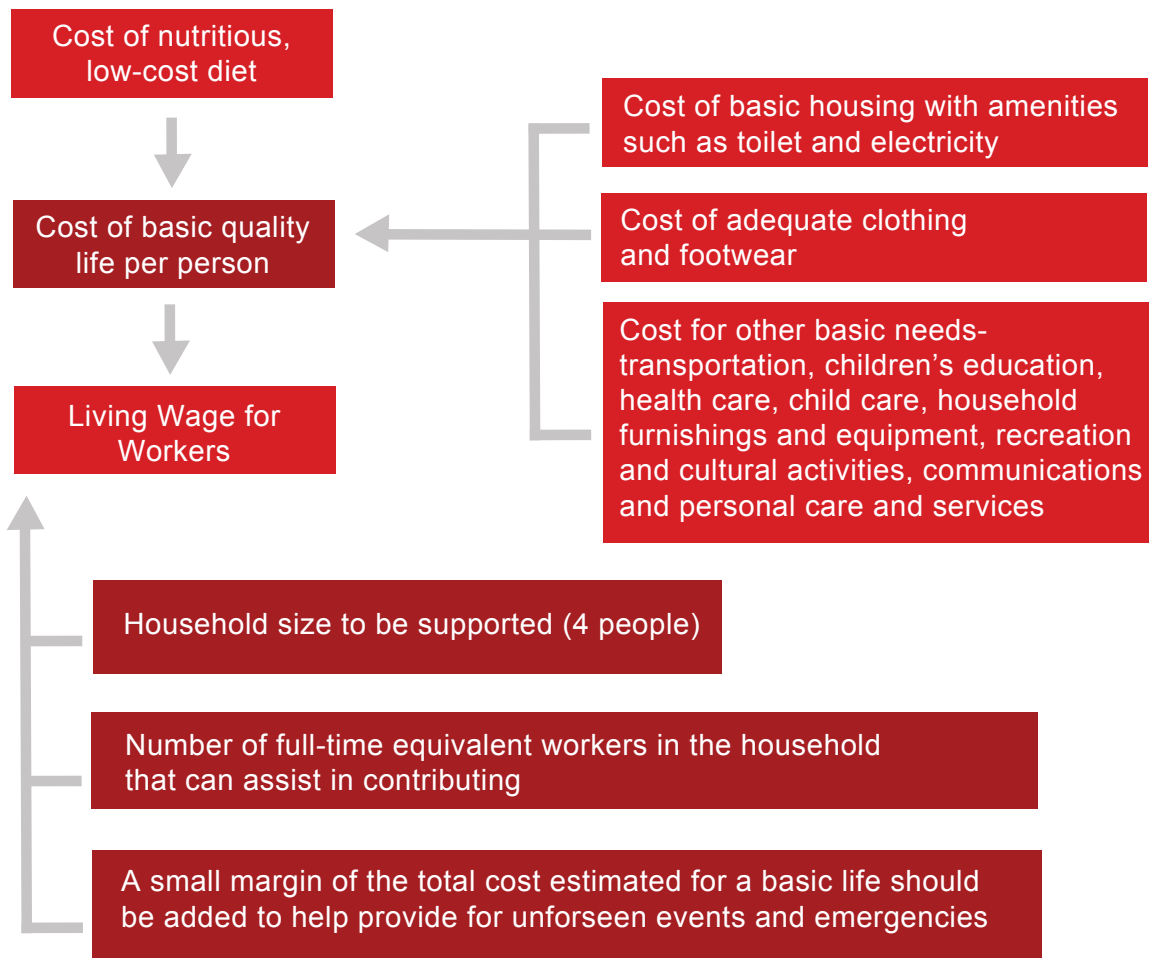 Cost of nutritious,
low-cost diet
Cost of basic quality
life per person
Living Wage for
Workers
Cost of basic housing with amenities
such as toilet and electricity
Cost of adequate clothing
and footwear
Cost for other basic needs-
transportation, children’s education,
health care, child care, household
furnishings and equipment, recreation
and cultural activities, communications
and personal care and services
Household size to be supported (4 people)
Number of full-time equivalent workers in the household
that can assist in contributing
A small margin of the total cost estimated for a basic life should
be added to help provide for unforseen events and emergencies